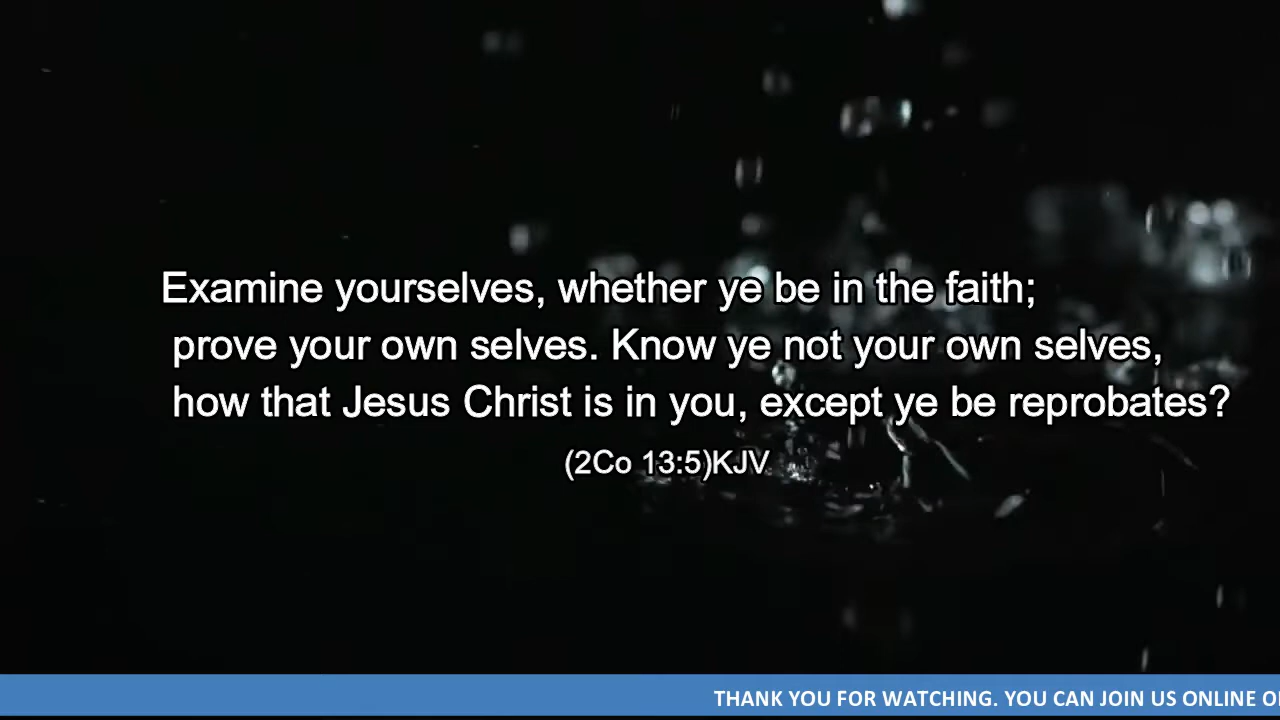 Examine yourselves, whether ye be in the faith;
prove your own selves. Know ye not your own selves,
how that Jesus Christ is in you, except ye be reprobates?
(2Co 13:5)KJV
THANK YOU FOR WATCHING. YOU CAN JOIN US ONLINE